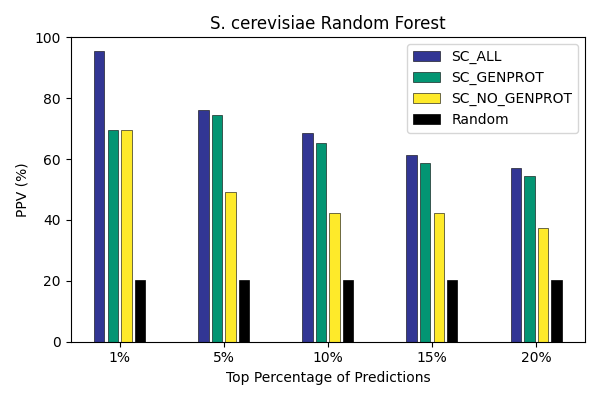 S. cerevisiae Random Forest
100
80
60
40
20
0
PPV (%)
SC_ALL
SC_GENPROT
SC_NO_GENPROT
Random
1% 5% 10% 15% 20%
Top Percentage of Predictions